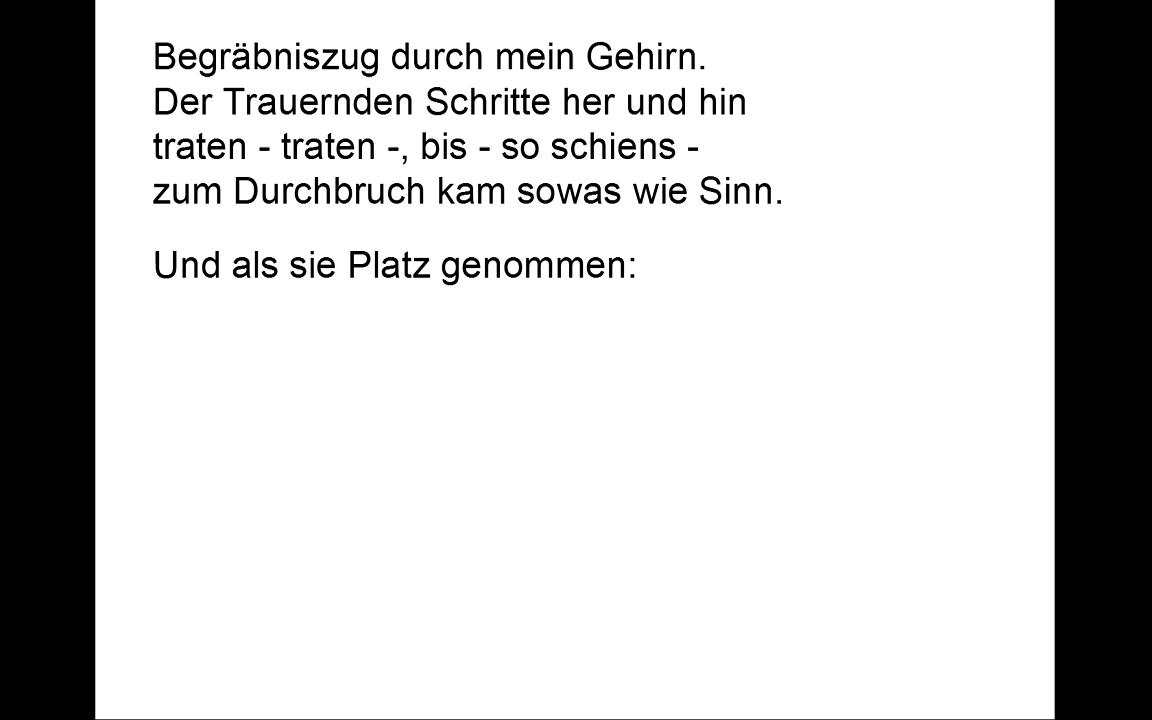 Begräbniszug durch mein Gehirn.
Der Trauernden Schritte her und hin
traten - traten -, bis - so schiens -
zum Durchbruch kam sowas wie Sinn.
Und als sie Platz genommen: